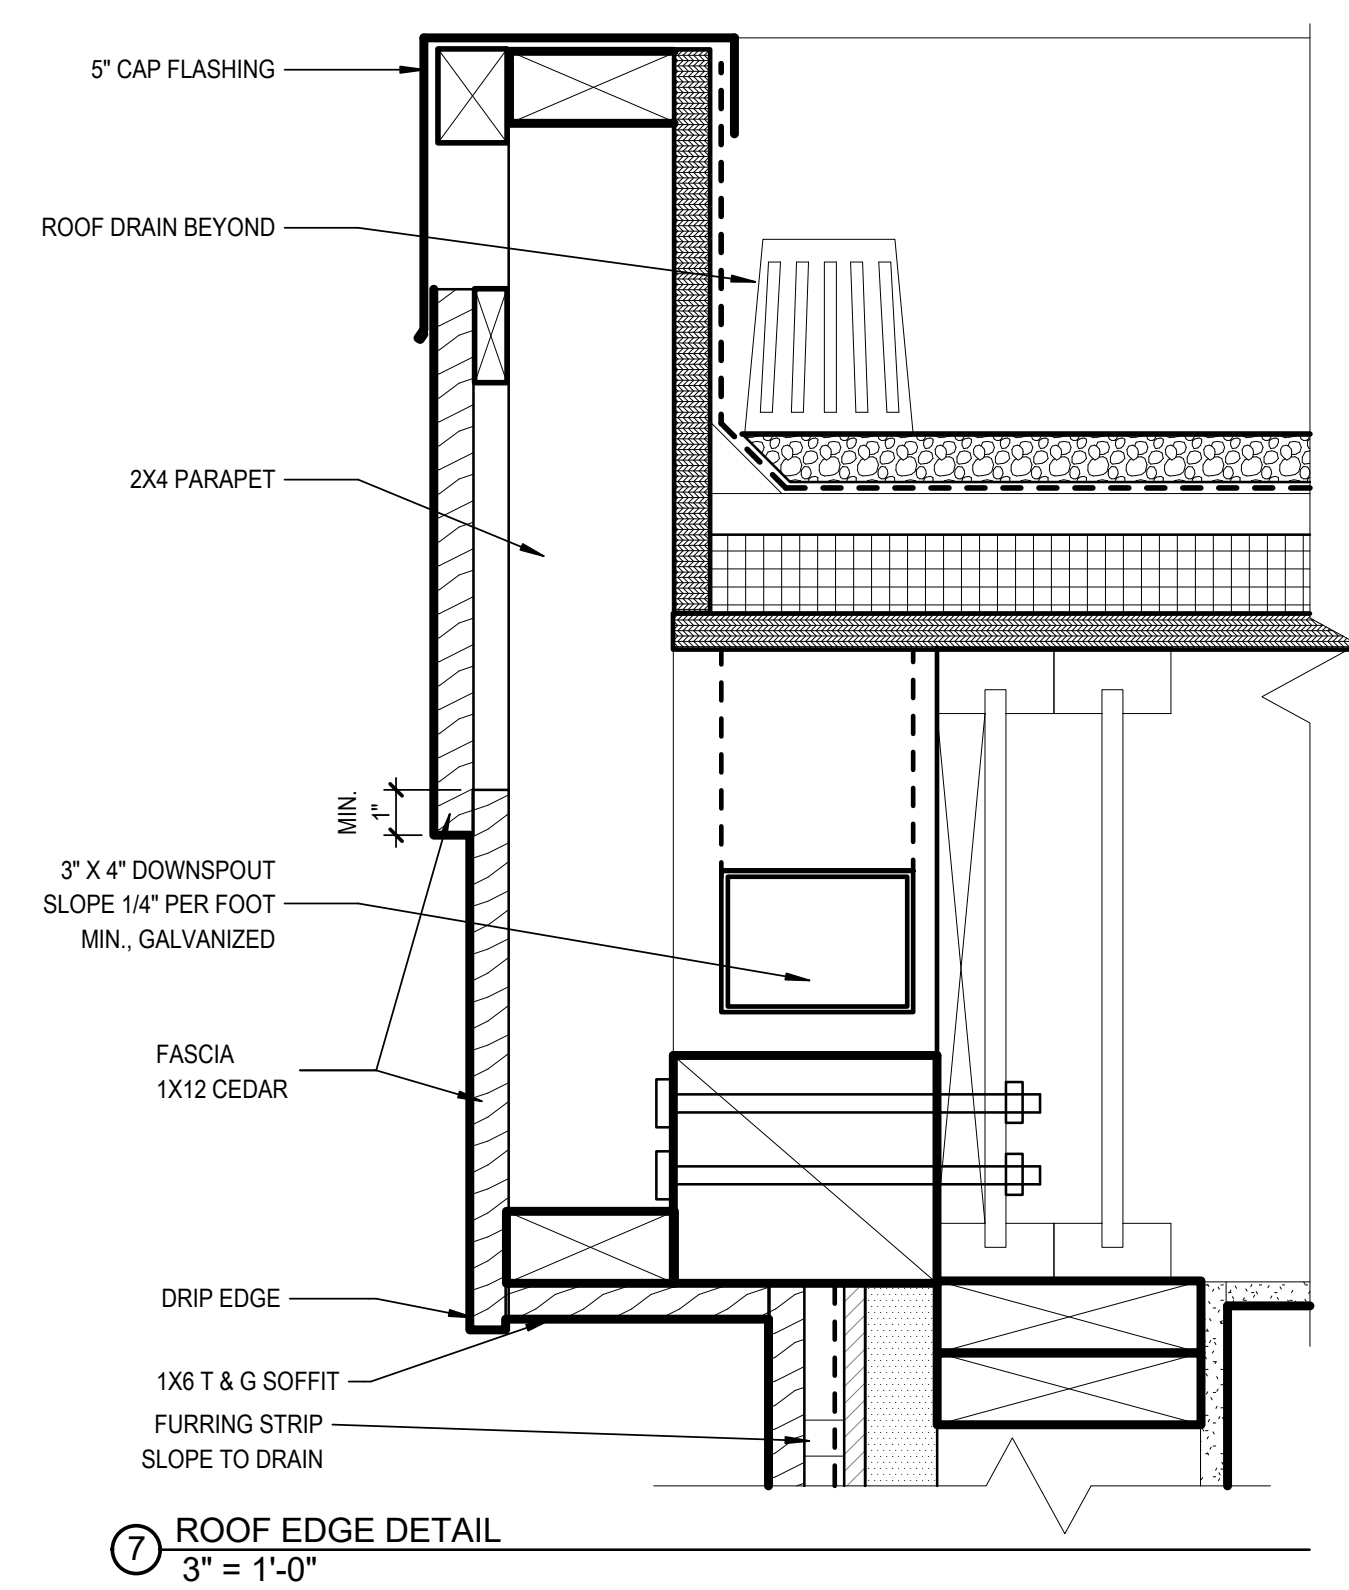 5" CAP FLASHING
ROOF DRAIN BEYOND
2X4 PARAPET
MIN.
1"
3" X 4" DOWNSPOUT
SLOPE 1/4" PER FOOT
MIN., GALVANIZED
FASCIA
1X12 CEDAR
DRIP EDGE
1X6 T & G SOFFIT
FURRING STRIP
SLOPE TO DRAIN
7
ROOF EDGE DETAIL
3" = 1'-0"